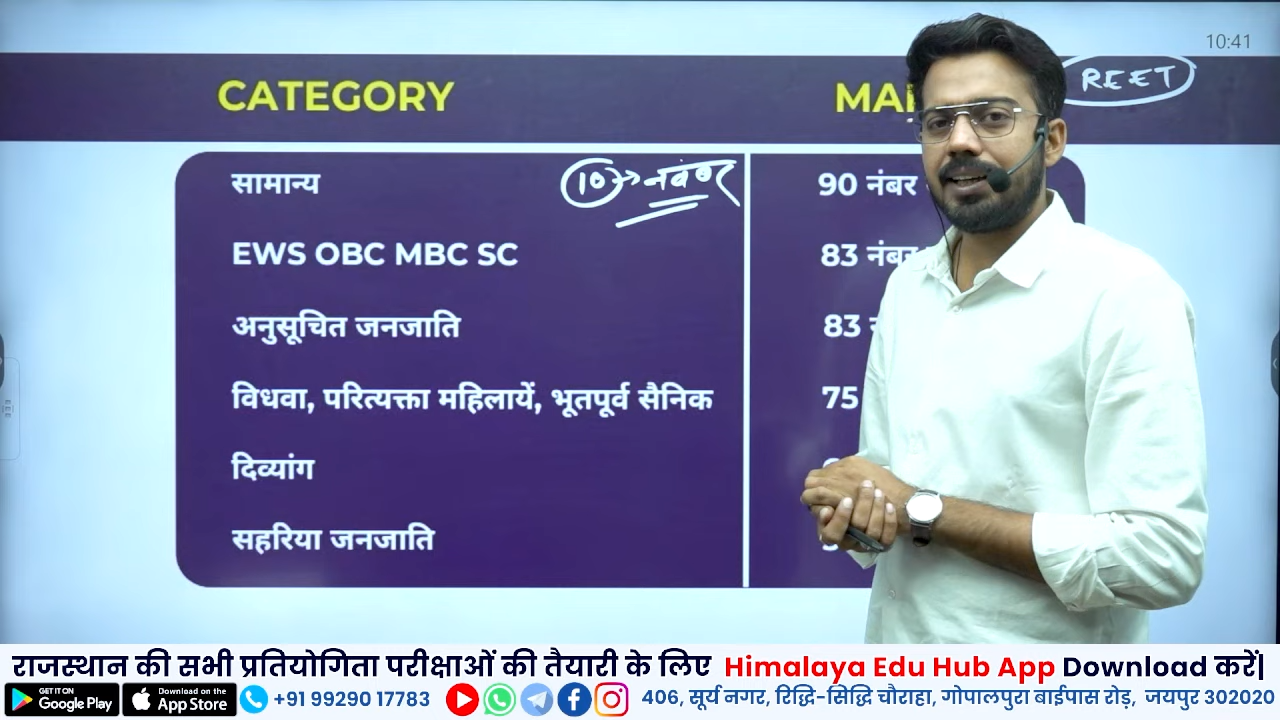 10:41
CATEGORY
REET
सामान्य 10 → नंबर 90 नंबर
EWS OBC MBC SC 83
अनुसूचित जनजाति 83
विधवा, परित्यक्ता महिलायें, भूतपूर्व सैनिक 75
दिव्यांग
सहरिया जनजाति
राजस्थान की सभी प्रतियोगिता परीक्षाओं की तैयारी के लिए Himalaya Edu Hub App Download करें|
GET IT ON
Google Play
Download on the
App Store
+91 99290 17783
406, सूर्य नगर, रिद्धि-सिद्धि चौराहा, गोपालपुरा बाईपास रोड़, जयपुर 302020